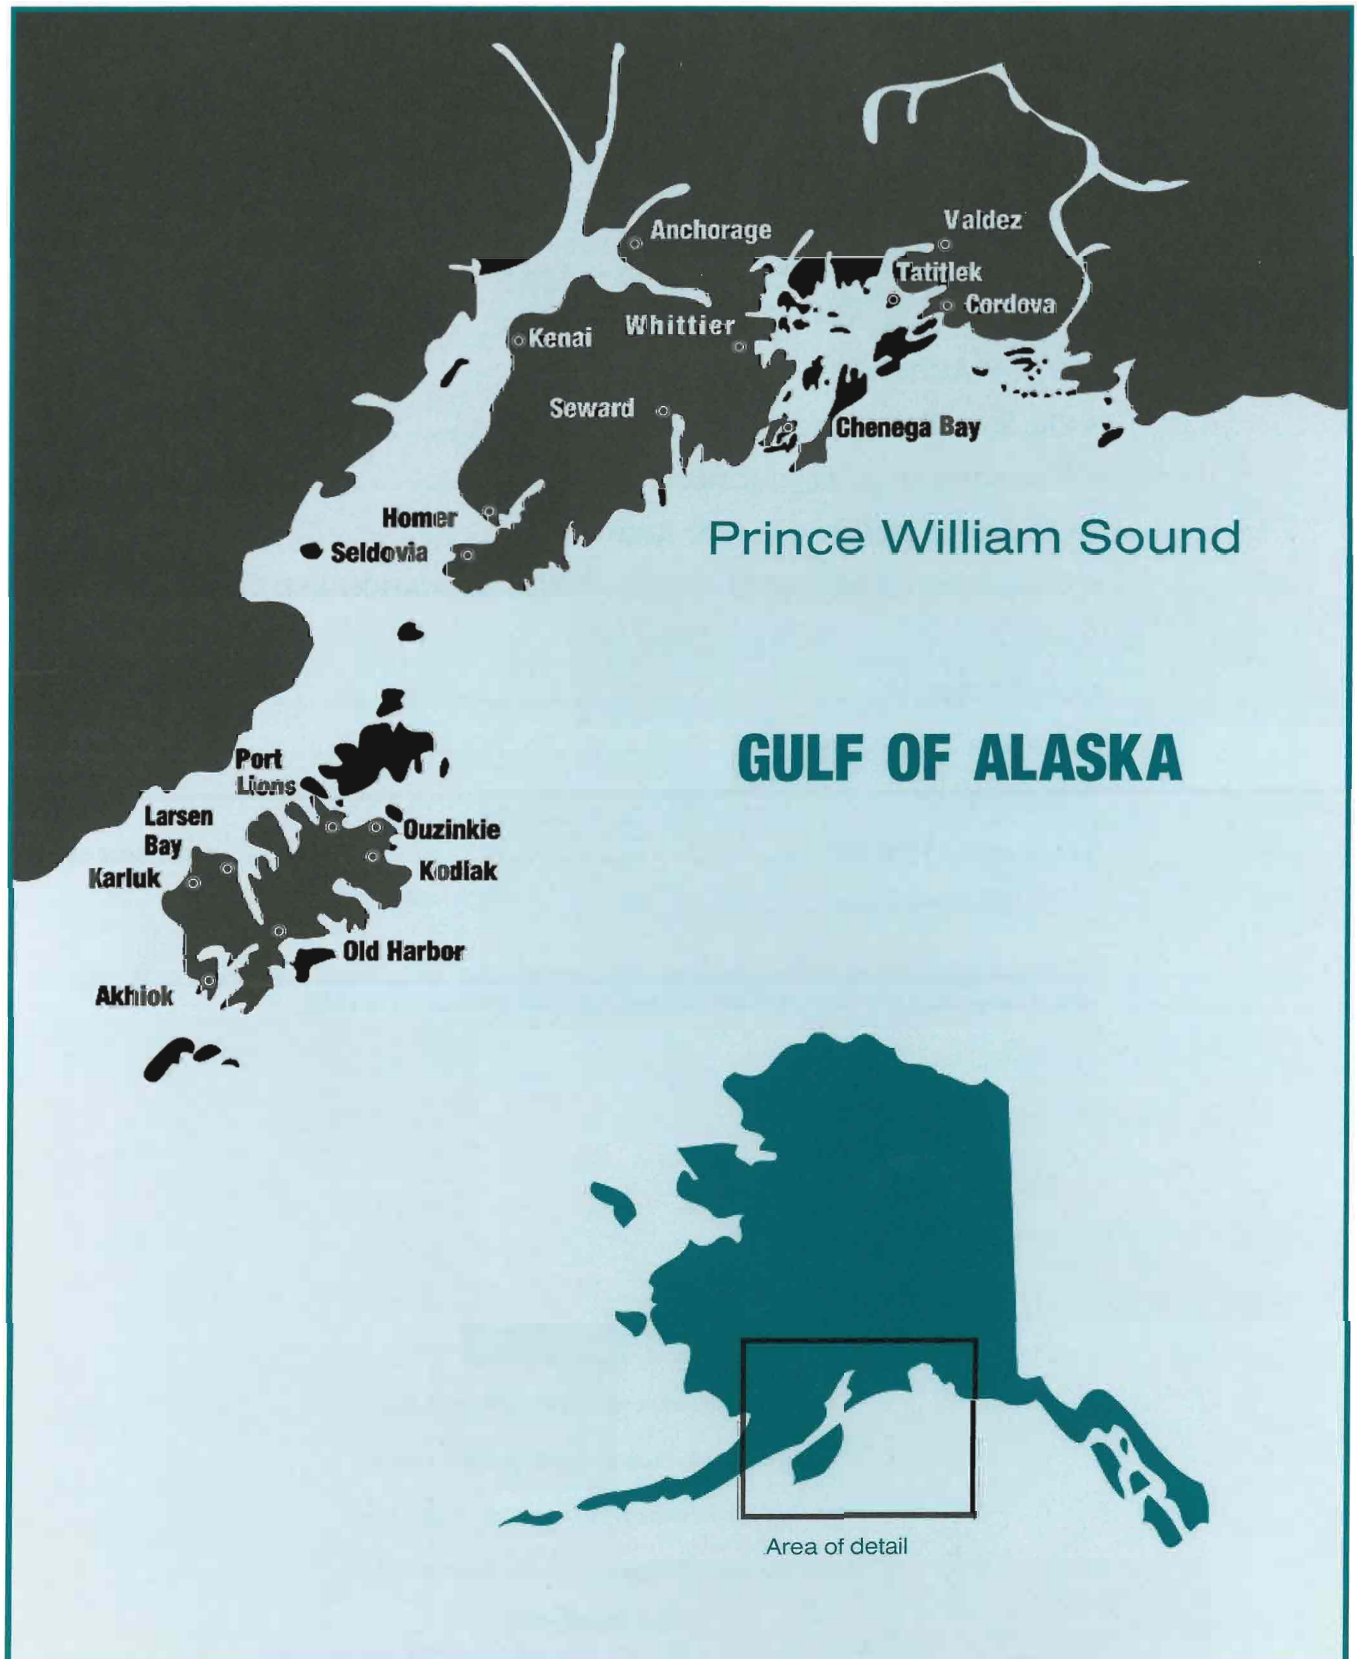 Anchorage
Valdez
Tatitlek
Cordova
Whittier
Kenai
Seward
Chenega Bay
Homer
Prince William Sound
Seldovia
GULF OF ALASKA
Port
Lions
Larsen
Bay
Ouzinkie
Karluk
Kodiak
Old Harbor
Akhiok
Area of detail